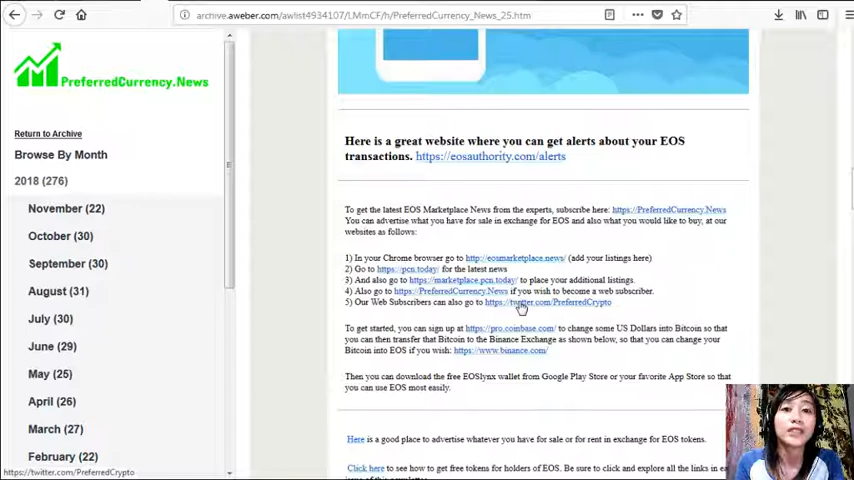 archive.aweber.com/awlist4934107/LMmCF/h/PreferredCurrency_News_25.htm
PreferredCurrency.News
Return to Archive
Browse By Month
2018 (276)
November (22)
October (30)
September (30)
August (31)
July (30)
June (29)
May (25)
April (26)
March (27)
February (22)
https://twitter.com/PreferredCrypto
Here is a great website where you can get alerts about your EOS
transactions. https://eosauthority.com/alerts
To get the latest EOS Marketplace News from the experts, subscribe here: https://PreferredCurrency.News
You can advertise what you have for sale in exchange for EOS and also what you would like to buy, at our
websites as follows:
1) In your Chrome browser go to http://eosmarketplace.news/ (add your listings here)
2) Go to https://pcn.today/ for the latest news
3) And also go to https://marketplace.pcn.today/ to place your additional listings.
4) Also go to https://PreferredCurrency.News if you wish to become a web subscriber.
5) Our Web Subscribers can also go to https://twitter.com/PreferredCrypto
To get started, you can sign up at https://pro.coinbase.com/ to change some US Dollars into Bitcoin so that
you can then transfer that Bitcoin to the Binance Exchange as shown below, so that you can change your
Bitcoin into EOS if you wish: https://www.binance.com/
Then you can download the free EOSlynx wallet from Google Play Store or your favorite App Store so that
you can use EOS most easily.
Here is a good place to advertise whatever you have for sale or for rent in exchange for EOS tokens.
Click here to see how to get free tokens for holders of EOS. Be sure to click and explore all the links in
issue of this newsletter.